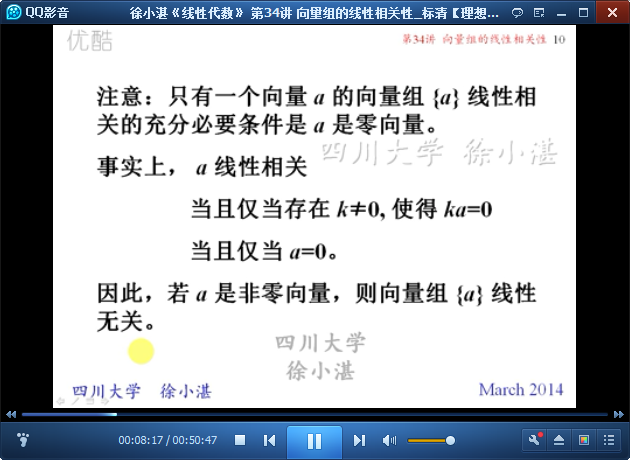 QQ影音
徐小湛《线性代数》 第34讲 向量组的线性相关性_标清〖理想...
优酷
第34讲 向量组的线性相关性 10
注意：只有一个向量 a 的向量组 {a} 线性相
关的充分必要条件是 a 是零向量。
四川大学 徐小湛
事实上， a 线性相关
当且仅当存在 k≠0, 使得 ka=0
当且仅当 a=0。
因此，若 a 是非零向量，则向量组 {a} 线性
无关。
四川大学
徐小湛
四川大学 徐小湛
March 2014
00:08:17 / 00:50:47